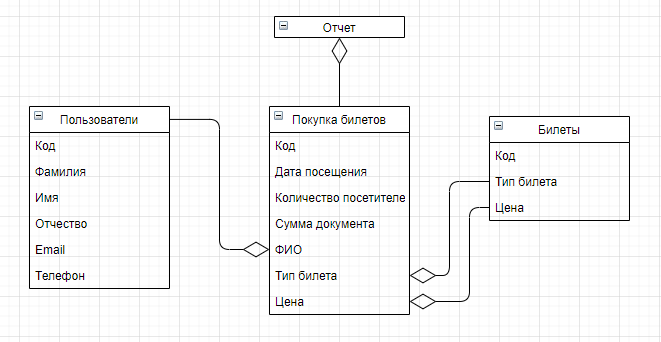 Отчет
Пользователи
Код
Фамилия
Имя
Отчество
Email
Телефон
Покупка билетов
Код
Дата посещения
Количество посетителе
Сумма документа
ФИО
Тип билета
Цена
Билеты
Код
Тип билета
Цена